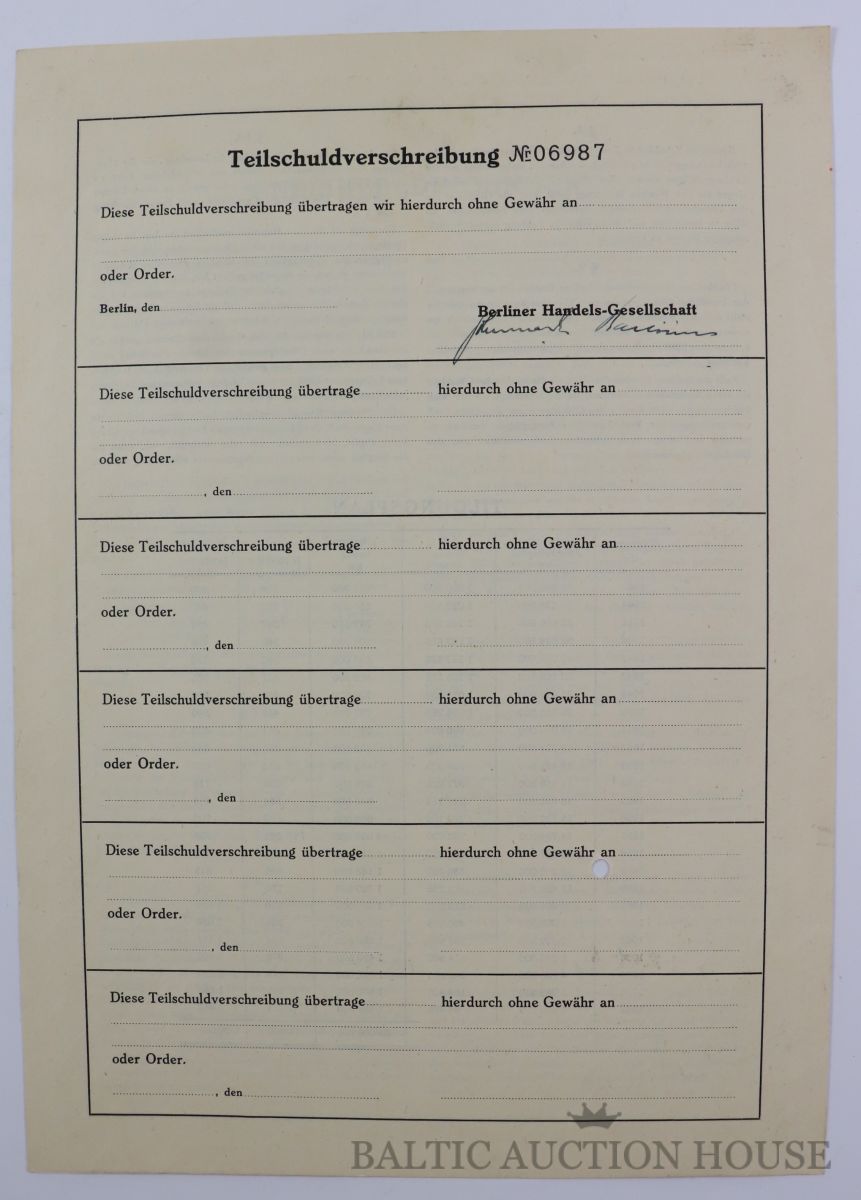 Teilschuldverschreibung № 06987
Diese Teilschuldverschreibung übertragen wir hierdurch ohne Gewähr an
oder Order.
Berlin, den
Berliner Handels-Gesellschaft
Diese Teilschuldverschreibung übertrage hierdurch ohne Gewähr an
oder Order.
, den
Diese Teilschuldverschreibung übertrage hierdurch ohne Gewähr an
oder Order.
, den
Diese Teilschuldverschreibung übertrage hierdurch ohne Gewähr an
oder Order.
, den
Diese Teilschuldverschreibung übertrage hierdurch ohne Gewähr an
oder Order.
, den
Diese Teilschuldverschreibung übertrage hierdurch ohne Gewähr an
oder Order.
, den
BALTIC AUCTION HOUSE